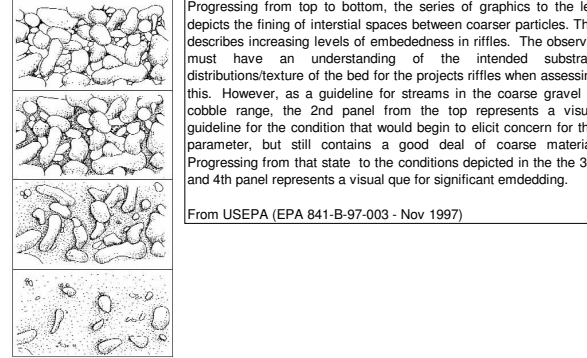 Progressing from top to bottom, the series of graphics to the le
depicts the fining of interstial spaces between coarser particles. Th
describes increasing levels of embededness in riffles. The observ
must have an understanding of the intended substra
distributions/texture of the bed for the projects riffles when assessin
this. However, as a guideline for streams in the coarse gravel
cobble range, the 2nd panel from the top represents a visu
guideline for the condition that would begin to elicit concern for th
parameter, but still contains a good deal of coarse materia
Progressing from that state to the conditions depicted in the the 3
and 4th panel represents a visual que for significant emdedding.
From USEPA (EPA 841-B-97-003 - Nov 1997)